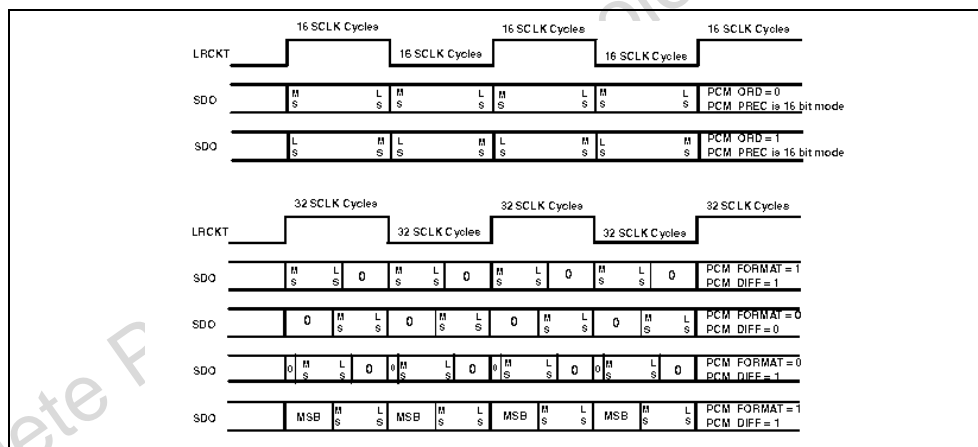 16 SCLK Cycles 16 SCLK Cycles 16 SCLK Cycles
LRCKT 16 SCLK Cycles 16 SCLK Cycles
SDO M S L S M S L S M S L S M S L S PCM ORD = 0
PCM PREC is 16 bit mode
SDO L S M S L S M S L S M S L S M S PCM ORD = 1
PCM PREC is 16 bit mode
32 SCLK Cycles 32 SCLK Cycles 32 SCLK Cycles
LRCKT 32 SCLK Cycles 32 SCLK Cycles
SDO M S L S 0 M S L S 0 M S L S 0 M S L S 0 PCM FORMAT = 1
PCM DIFF = 1
SDO 0 M S L S 0 M S L S 0 M S L S 0 M S L S PCM FORMAT = 0
PCM DIFF = 0
SDO 0 M S L S 0 0 M S L S 0 0 M S L S 0 0 M S L S 0 PCM FORMAT = 0
PCM DIFF = 1
SDO MSB M S L S MSB M S L S MSB M S L S MSB M S L S PCM FORMAT = 1
PCM DIFF = 1
ete P